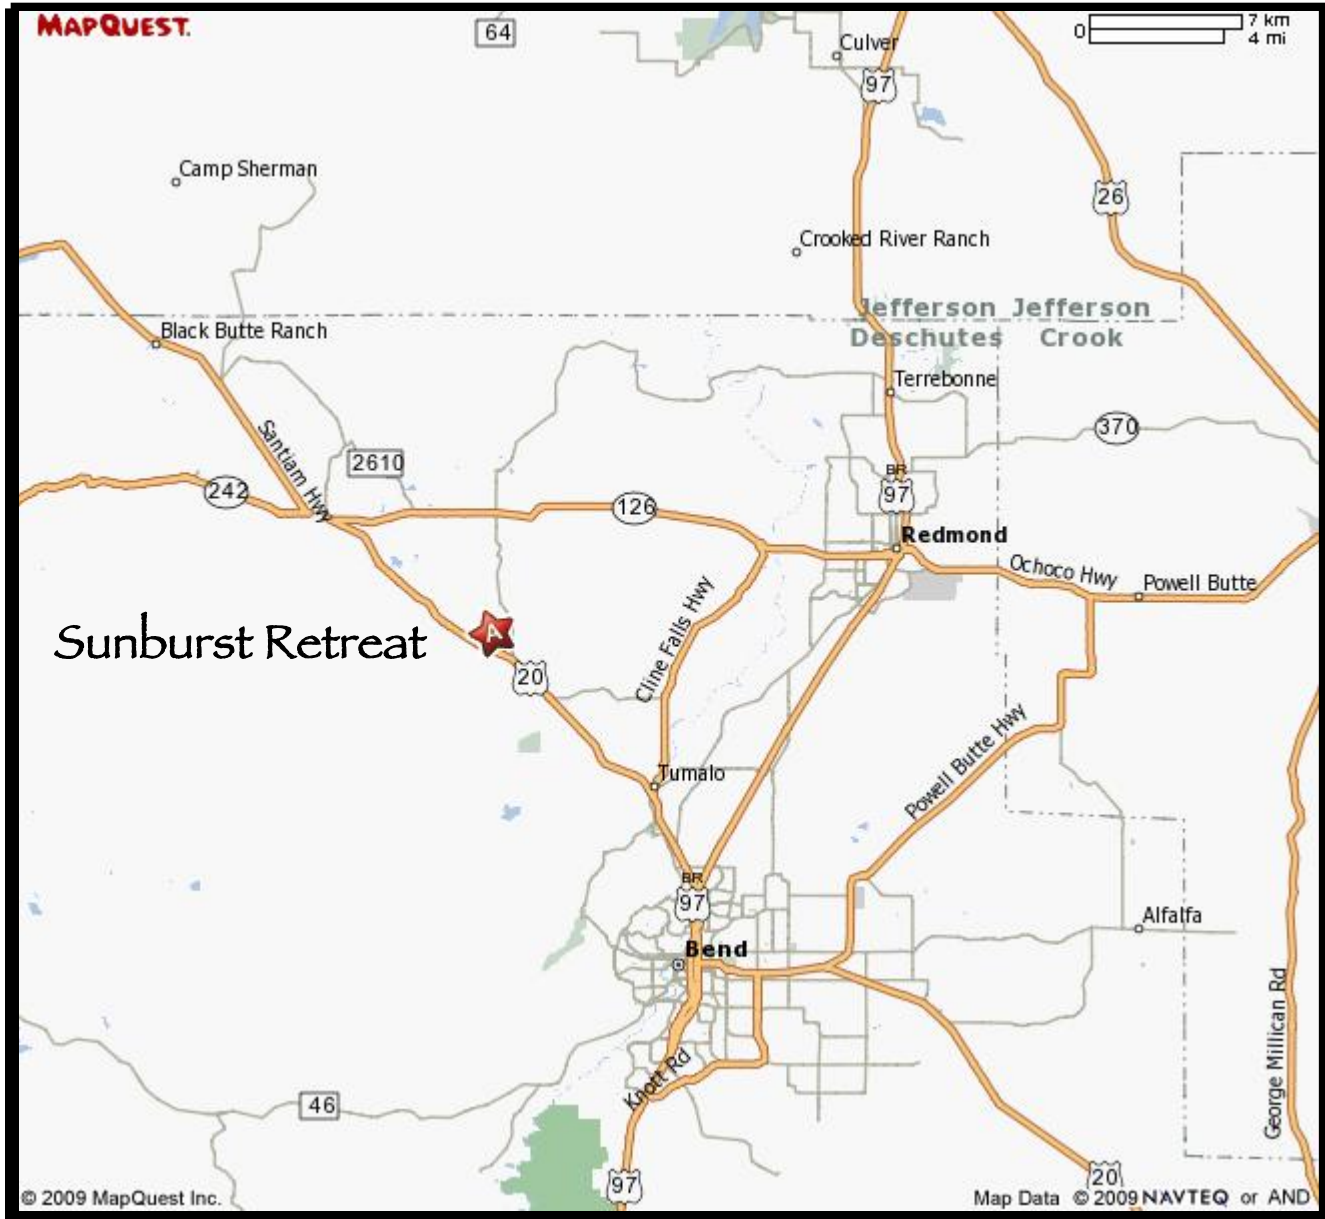 MAPQUEST.
64
0
7 km
4 mi
Culver
97
Camp Sherman
26
Crooked River Ranch
Jefferson Jefferson
Deschutes Crook
Black Butte Ranch
Terrebonne
370
Santiam Hwy
2610
BR
97
242
126
Redmond
Ochoco Hwy
Powell Butte
Cline Falls Hwy
Sunburst Retreat
A
20
Powell Butte Hwy
Tumalo
BR
97
Alfalfa
Bend
George Millican Rd
Knott Rd
46
20
97
© 2009 MapQuest Inc.
Map Data © 2009 NAVTEQ or AND